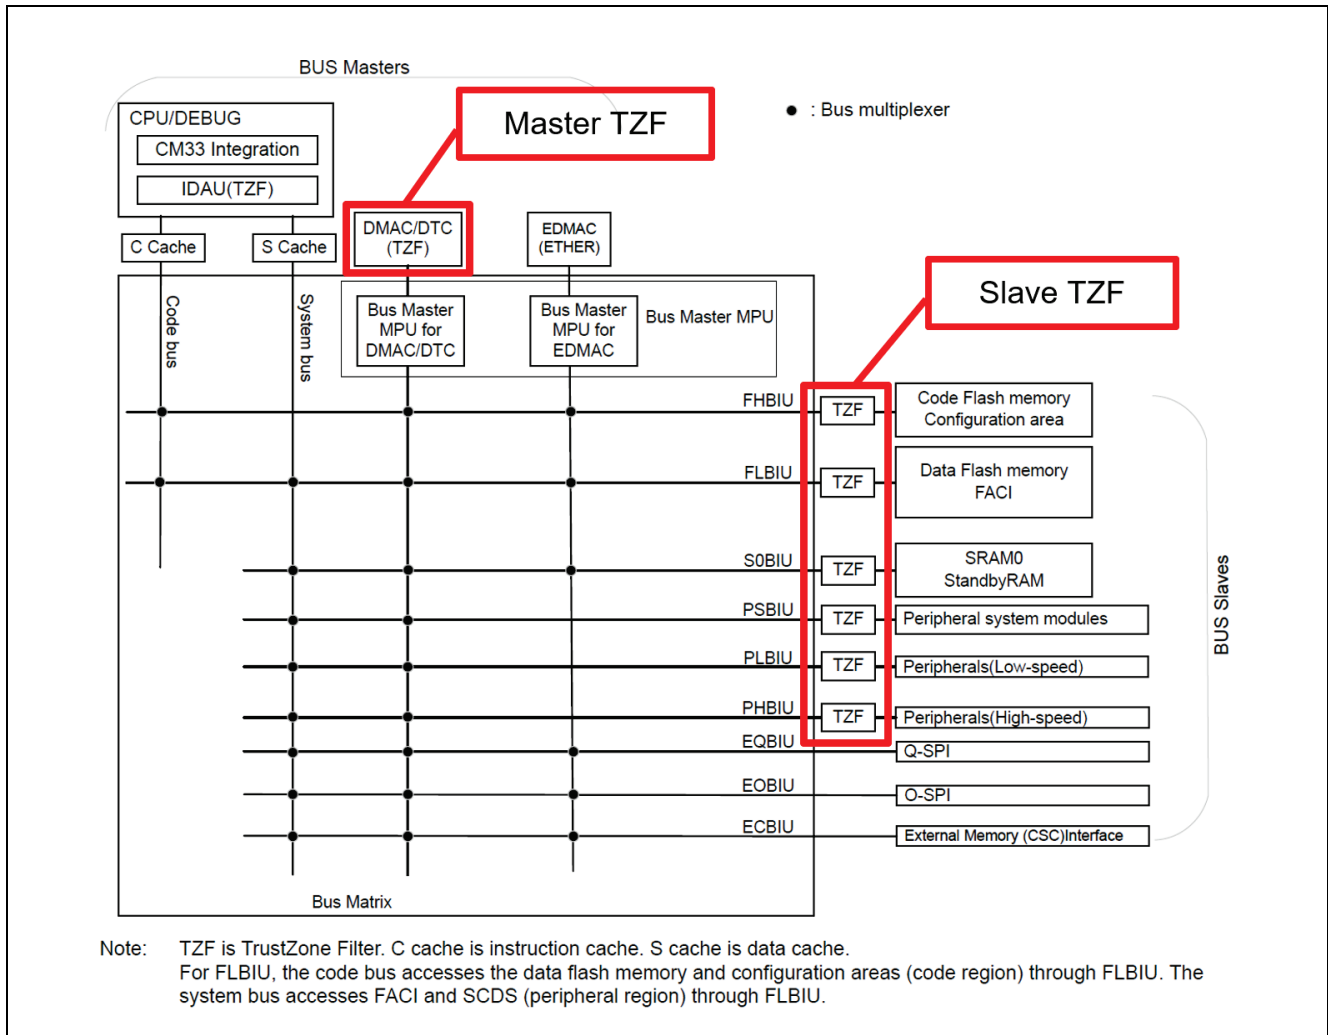 BUS Masters
CPU/DEBUG
CM33 Integration
IDAU(TZF)
Master TZF
● : Bus multiplexer
C Cache
S Cache
DMAC/DTC
(TZF)
EDMAC
(ETHER)
Slave TZF
Code bus
System bus
Bus Master
MPU for
DMAC/DTC
Bus Master
MPU for
EDMAC
Bus Master MPU
FHBIU
TZF
Code Flash memory
Configuration area
FLBIU
TZF
Data Flash memory
FACI
S0BIU
TZF
SRAM0
StandbyRAM
PSBIU
TZF
Peripheral system modules
PLBIU
TZF
Peripherals(Low-speed)
PHBIU
TZF
Peripherals(High-speed)
EQBIU
Q-SPI
EOBIU
O-SPI
ECBIU
External Memory (CSC)Interface
BUS Slaves
Bus Matrix
Note: TZF is TrustZone Filter. C cache is instruction cache. S cache is data cache.
For FLBIU, the code bus accesses the data flash memory and configuration areas (code region) through FLBIU. The
system bus accesses FACI and SCDS (peripheral region) through FLBIU.